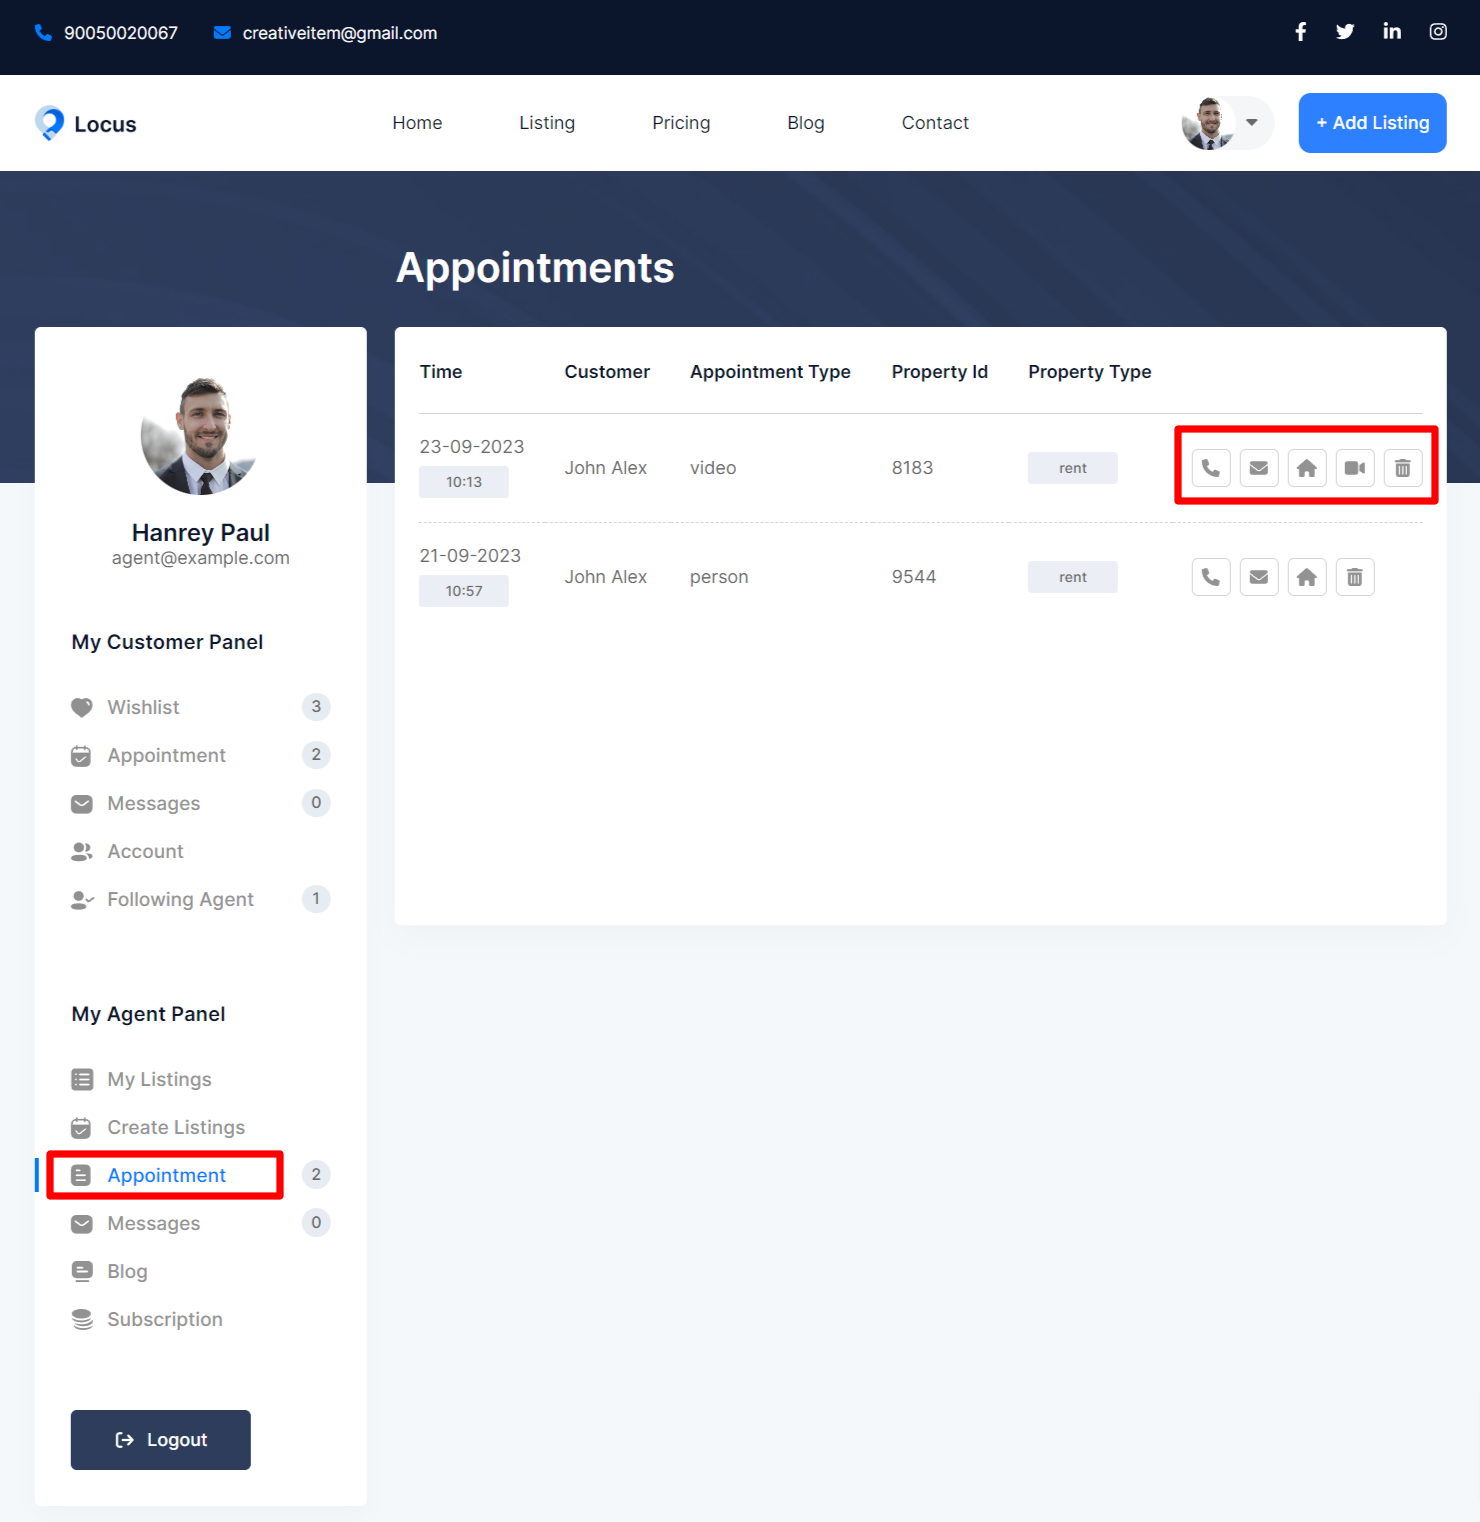 90050020067 creativeitem@gmail.com
Locus Home Listing Pricing Blog Contact + Add Listing
Appointments
Hanrey Paul
agent@example.com
My Customer Panel
Wishlist 3
Appointment 2
Messages 0
Account
Following Agent 1
My Agent Panel
My Listings
Create Listings
Appointment 2
Messages 0
Blog
Subscription
Logout
Time Customer Appointment Type Property Id Property Type
23-09-2023
10:13 John Alex video 8183 rent
21-09-2023
10:57 John Alex person 9544 rent